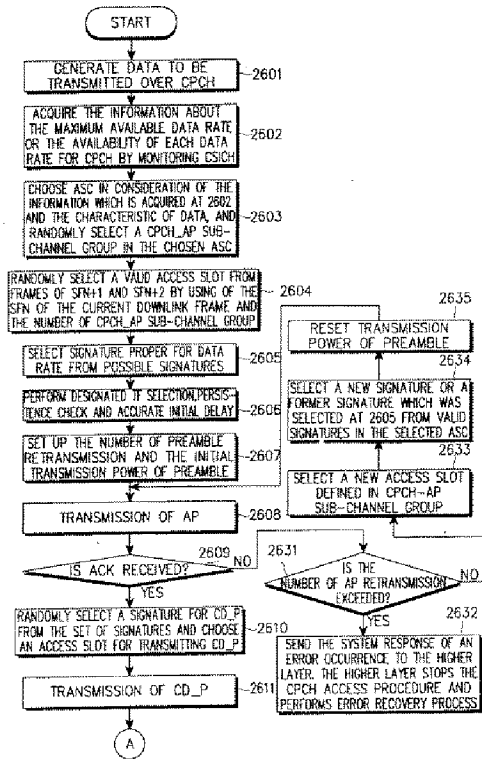 START
GENERATE DATA TO BE
TRANSMITTED OVER CPCH
2601
ACQUIRE THE INFORMATION ABOUT
THE MAXIMUM AVAILABLE DATA RATE
OR THE AVAILABILITY OF EACH DATA
RATE FOR CPCH BY MONITORING CSICH
2602
CHOOSE ASC IN CONSIDERATION OF THE
INFORMATION WHICH IS ACQUIRED AT 2602
AND THE CHARACTERISTIC OF DATA, AND
RANDOMLY SELECT A CPCH_AP SUB-
CHANNEL GROUP IN THE CHOSEN ASC
2603
RANDOMLY SELECT A VALID ACCESS SLOT FROM
FRAMES OF SFN+1 AND SFN+2 BY USING OF THE
SFN OF THE CURRENT DOWNLINK FRAME AND
THE NUMBER OF CPCH_AP SUB-CHANNEL GROUP
2604
SELECT SIGNATURE PROPER FOR DATA
RATE FROM POSSIBLE SIGNATURES
2605
PERFORM DESIGNATED TF SELECTION,PERSIS-
TENCE CHECK AND ACCURATE INITIAL DELAY
2606
SET UP THE NUMBER OF PREAMBLE
RETRANSMISSION AND THE INITIAL
TRANSMISSION POWER OF PREAMBLE
2607
TRANSMISSION OF AP
2608
IS ACK RECEIVED?
2609
NO
YES
RANDOMLY SELECT A SIGNATURE FOR CD_P
FROM THE SET OF SIGNATURES AND CHOOSE
AN ACCESS SLOT FOR TRANSMITTING CD_P
2610
TRANSMISSION OF CD_P
2611
A
2635
RESET TRANSMISSION
POWER OF PREAMBLE
2634
SELECT A NEW SIGNATURE OR A
FORMER SIGNATURE WHICH WAS
SELECTED AT 2605 FROM VALID
SIGNATURES IN THE SELECTED ASC
2633
SELECT A NEW ACCESS SLOT
DEFINED IN CPCH-AP
SUB-CHANNEL GROUP
2631
IS THE
NUMBER OF AP RETRANSMISSION
EXCEEDED?
NO
YES
2632
SEND THE SYSTEM RESPONSE OF AN
ERROR OCCURRENCE TO THE HIGHER
LAYER. THE HIGHER LAYER STOPS THE
CPCH ACCESS PROCEDURE AND
PERFORMS ERROR RECOVERY PROCESS